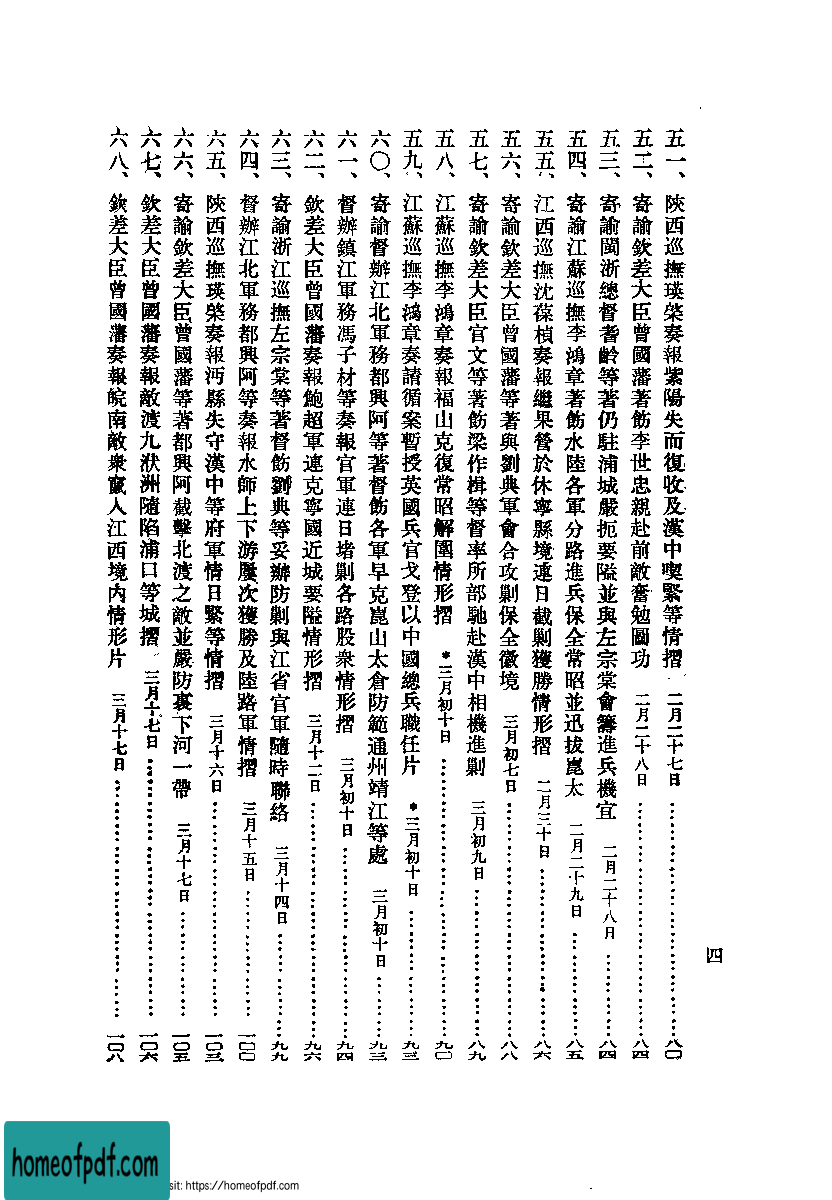 五一、陝西巡撫瑛棨奏報紫陽失而復收及漢中喫緊等情摺 二月二十七日…………八〇
五二、寄諭欽差大臣曾國藩著飭李世忠親赴前敵奮勉圖功 二月二十八日…………八四
五三、寄諭閩浙總督耆齡等著仍駐浦城嚴扼要隘並與左宗棠會籌進兵機宜 二月二十八日…………八四
五四、寄諭江蘇巡撫李鴻章著飭水陸各軍分路進兵保全常昭並迅拔崑太 二月二十九日…………八五
五五、江西巡撫沈葆楨奏報繼果營於休寧縣境連日截剿獲勝情形摺 二月三十日…………八六
五六、寄諭欽差大臣曾國藩等著與劉典軍會合攻剿保全徽境 三月初七日…………八八
五七、寄諭欽差大臣官文等著飭梁作楫等督率所部馳赴漢中相機進剿 三月初九日…………八九
五八、江蘇巡撫李鴻章奏報福山克復常昭解圍情形摺 *三月初十日…………九〇
五九、江蘇巡撫李鴻章奏請循案暫授英國兵官戈登以中國總兵職任片 *三月初十日…………九三
六〇、寄諭督辦江北軍務都興阿等著督飭各軍早克崑山太倉防範通州靖江等處 三月初十日…………九三
六一、督辦鎮江軍務馮子材等奏報官軍連日堵剿各路股衆情形摺 三月初十日…………九四
六二、欽差大臣曾國藩奏報鮑超軍連克寧國近城要隘情形摺 三月十二日…………九六
六三、寄諭浙江巡撫左宗棠等著督飭劉典等妥辦防剿與江省官軍隨時聯絡 三月十四日…………九九
六四、督辦江北軍務都興阿等奏報水師上下游屢次獲勝及陸路軍情摺 三月十五日…………一〇〇
六五、陝西巡撫瑛棨奏報沔縣失守漢中等府軍情日緊等情摺 三月十六日…………一〇三
六六、寄諭欽差大臣曾國藩等著都興阿截擊北渡之敵並嚴防裏下河一帶 三月十七日…………一〇五
六七、欽差大臣曾國藩奏報敵渡九洑洲隨陷浦口等城摺 三月十七日…………一〇六
六八、欽差大臣曾國藩奏報皖南敵衆竄入江西境內情形片 三月十七日…………一〇八
四
homeofpdf.com
sit: https://homeofpdf.com